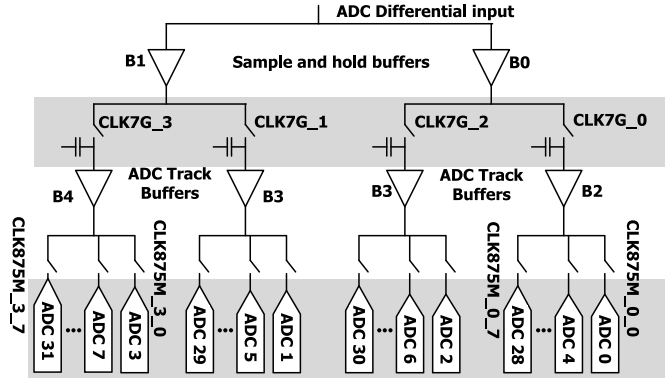 ADC Differential input
B1
Sample and hold buffers
B0
CLK7G_3
CLK7G_1
CLK7G_2
CLK7G_0
ADC Track
Buffers
ADC Track
Buffers
B4
B3
B3
B2
CLK875M_3_7
CLK875M_3_0
CLK875M_0_7
CLK875M_0_0
ADC 31
...
ADC 7
ADC 3
ADC 29
...
ADC 5
ADC 1
ADC 30
...
ADC 6
ADC 2
ADC 28
...
ADC 4
ADC 0